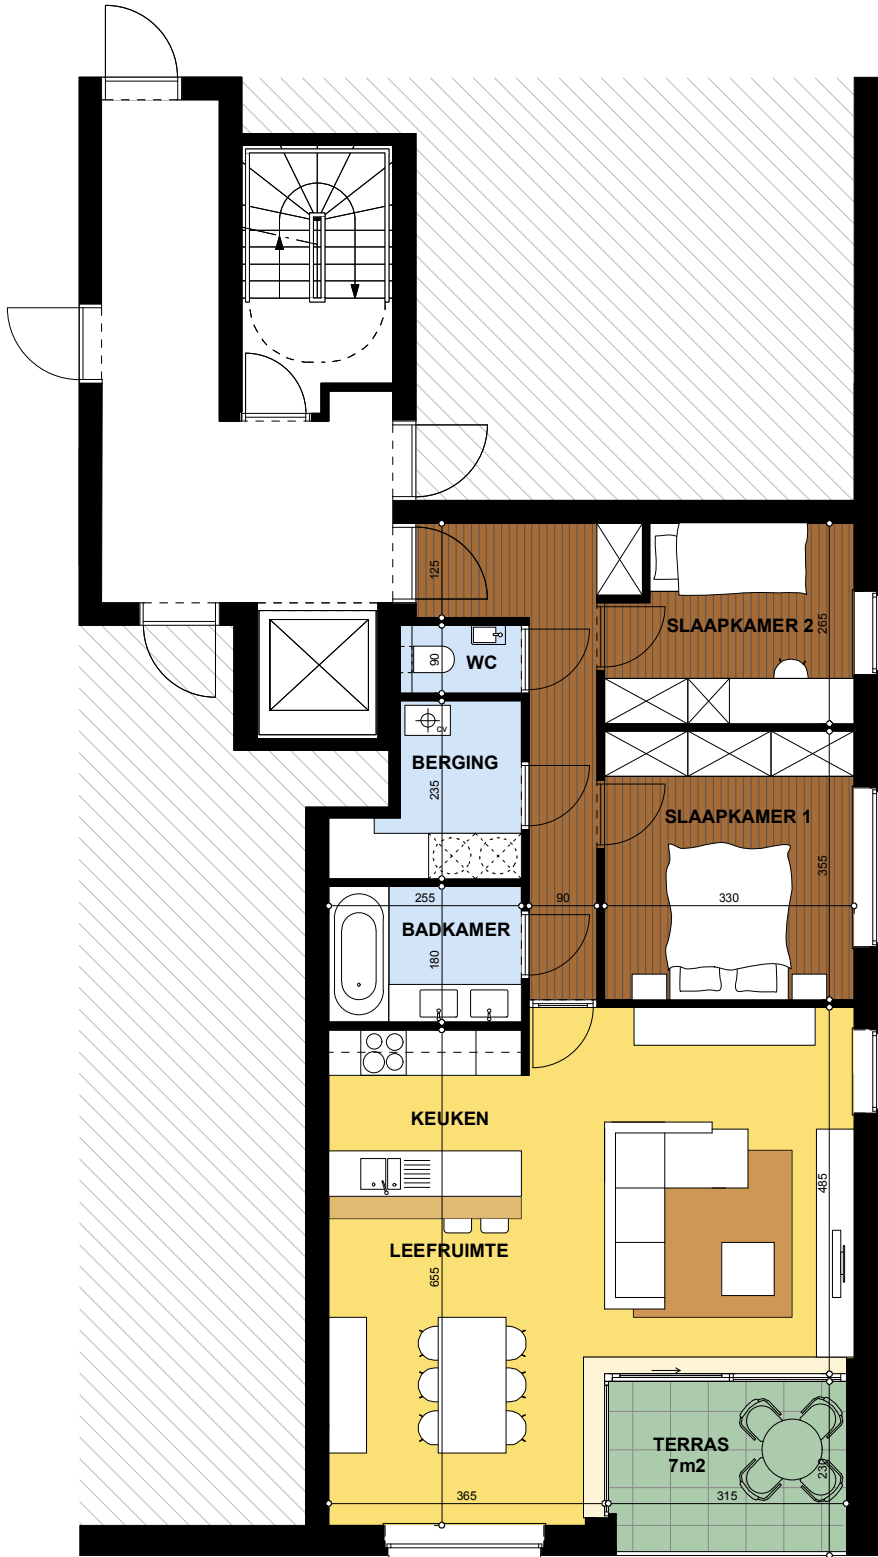 125
SLAAPKAMER 2
265
90
WC
CV
BERGING
235
SLAAPKAMER 1
355
255
90
330
BADKAMER
180
KEUKEN
485
LEEFRUIMTE
655
TERRAS
7m2
230
365
315